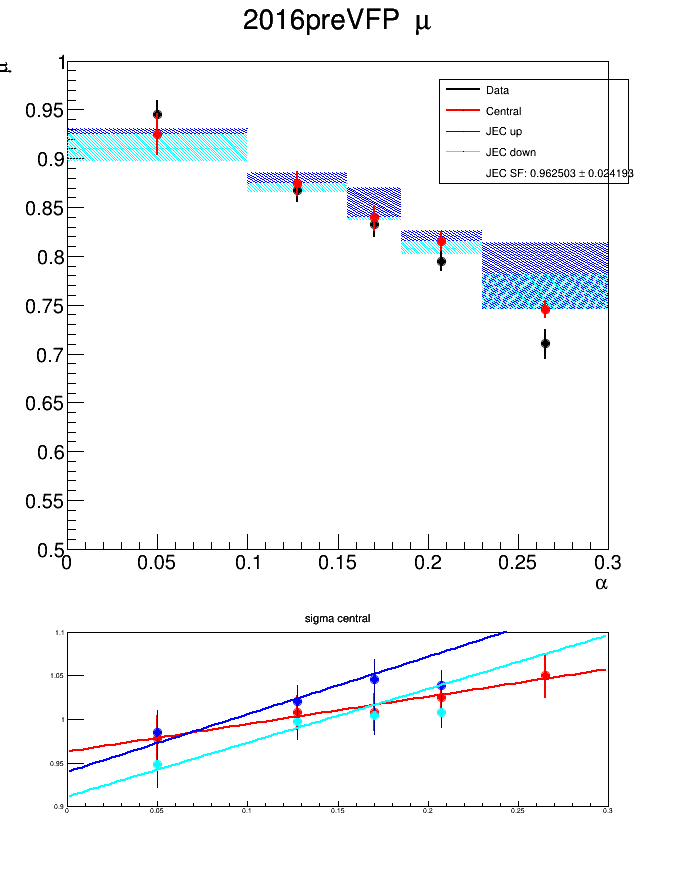 2016preVFP μ
μ
1
0.95
0.9
0.85
0.8
0.75
0.7
0.65
0.6
0.55
0.5
Data
Central
JEC up
JEC down
JEC SF: 0.962503 ± 0.024193
0 0.05 0.1 0.15 0.2 0.25 0.3
α
sigma central
1.1
1.05
1
0.95
0.9
0 0.05 0.1 0.15 0.2 0.25 0.3